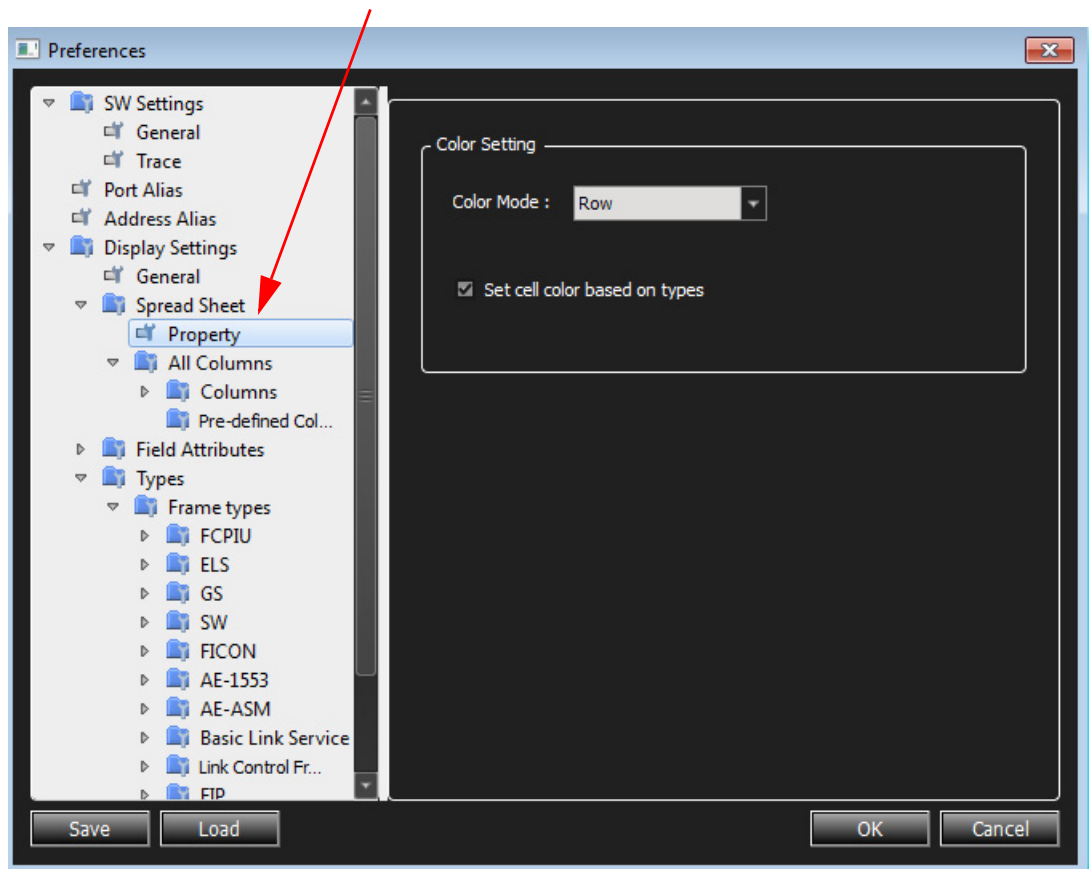 Preferences
SW Settings
General
Trace
Port Alias
Address Alias
Display Settings
General
Spread Sheet
Property
All Columns
Columns
Pre-defined Col...
Field Attributes
Types
Frame types
FCPIU
ELS
GS
SW
FICON
AE-1553
AE-ASM
Basic Link Service
Link Control Fr...
FIP
Color Setting
Color Mode :
Row
Set cell color based on types
Save
Load
OK
Cancel